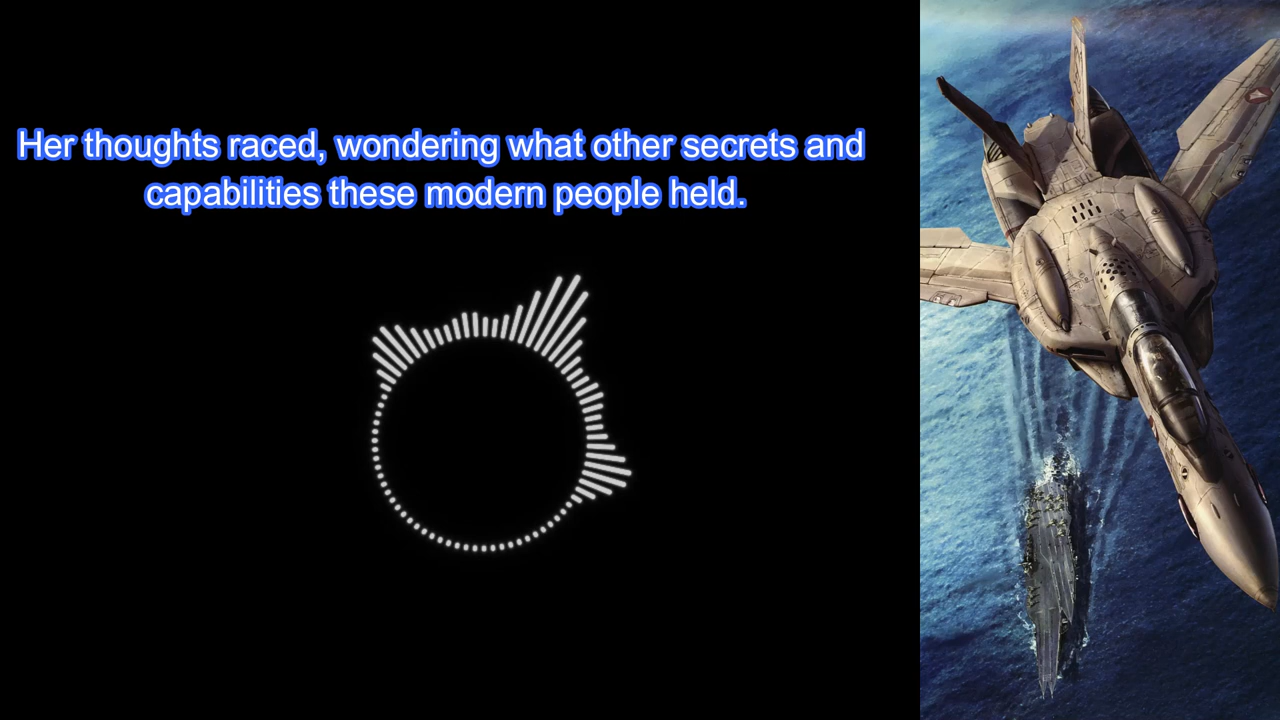 Her thoughts raced, wondering what other secrets and
capabilities these modern people held.